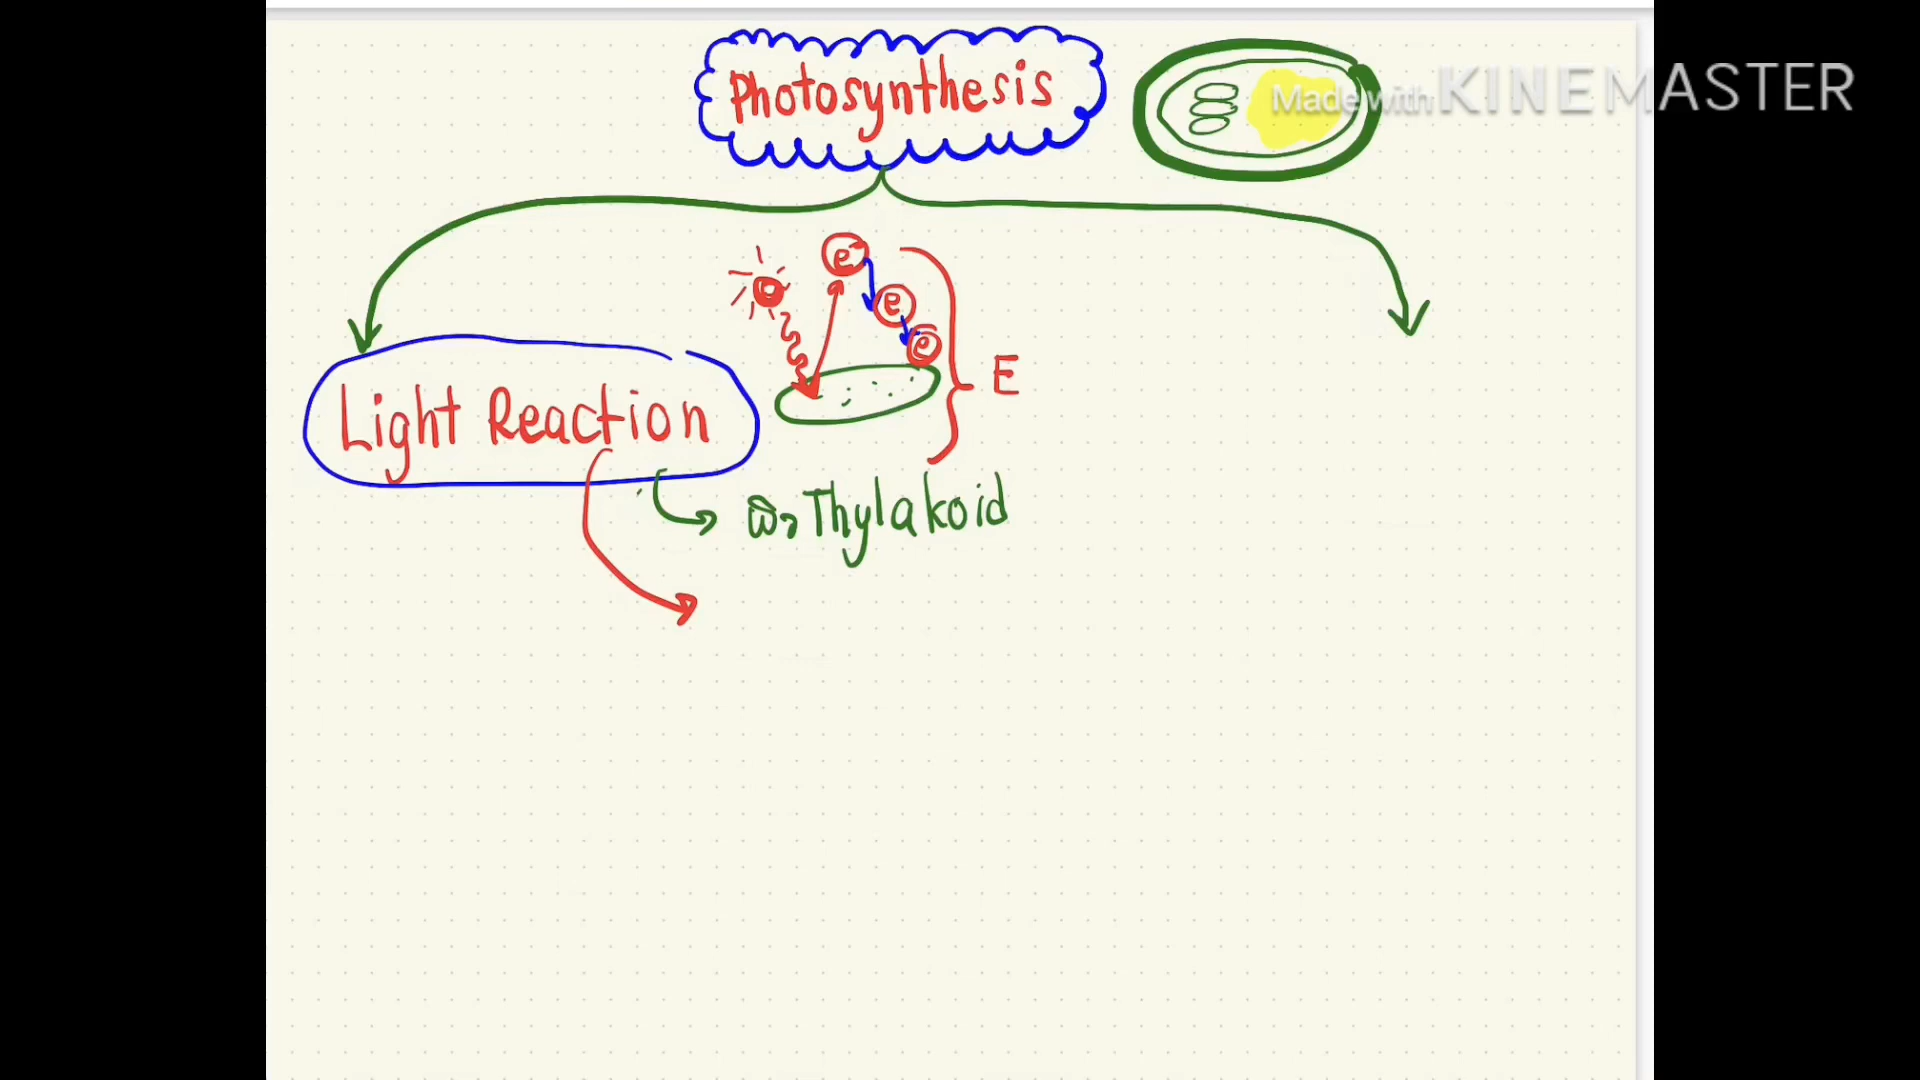 Photosynthesis
Made with KINEMASTER
e⁻
e
e
E
Light Reaction
ผิว Thylakoid